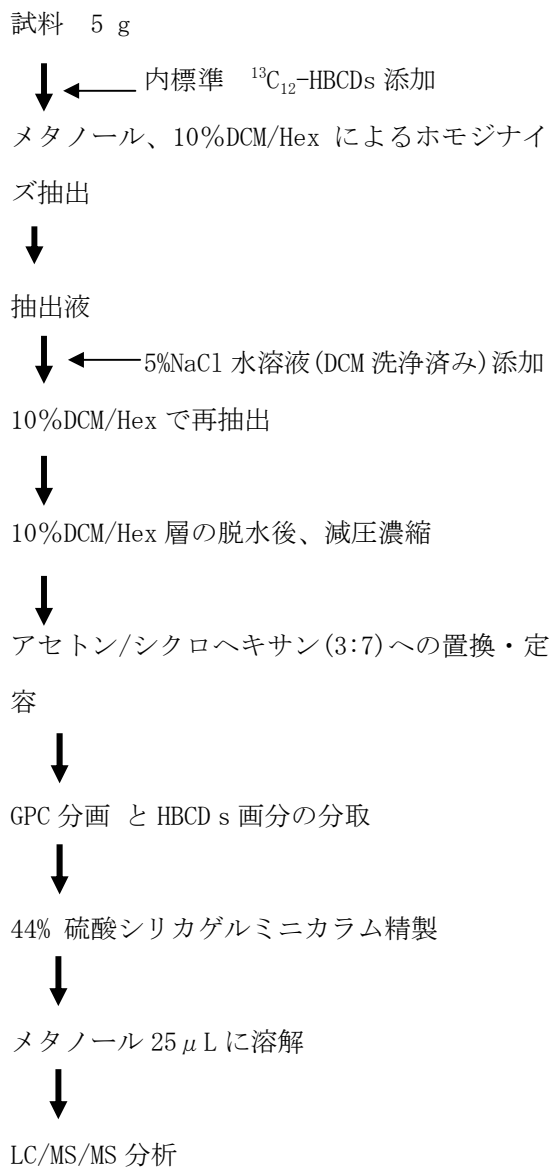 試料　5 g
内標準　¹³C₁₂-HBCDs 添加
メタノール、10％DCM/Hex によるホモジナイ
ズ抽出
抽出液
5%NaCl 水溶液(DCM 洗浄済み)添加
10％DCM/Hex で再抽出
10％DCM/Hex 層の脱水後、減圧濃縮
アセトン/シクロヘキサン(3:7)への置換・定
容
GPC 分画 と HBCDｓ画分の分取
44% 硫酸シリカゲルミニカラム精製
メタノール 25μL に溶解
LC/MS/MS 分析